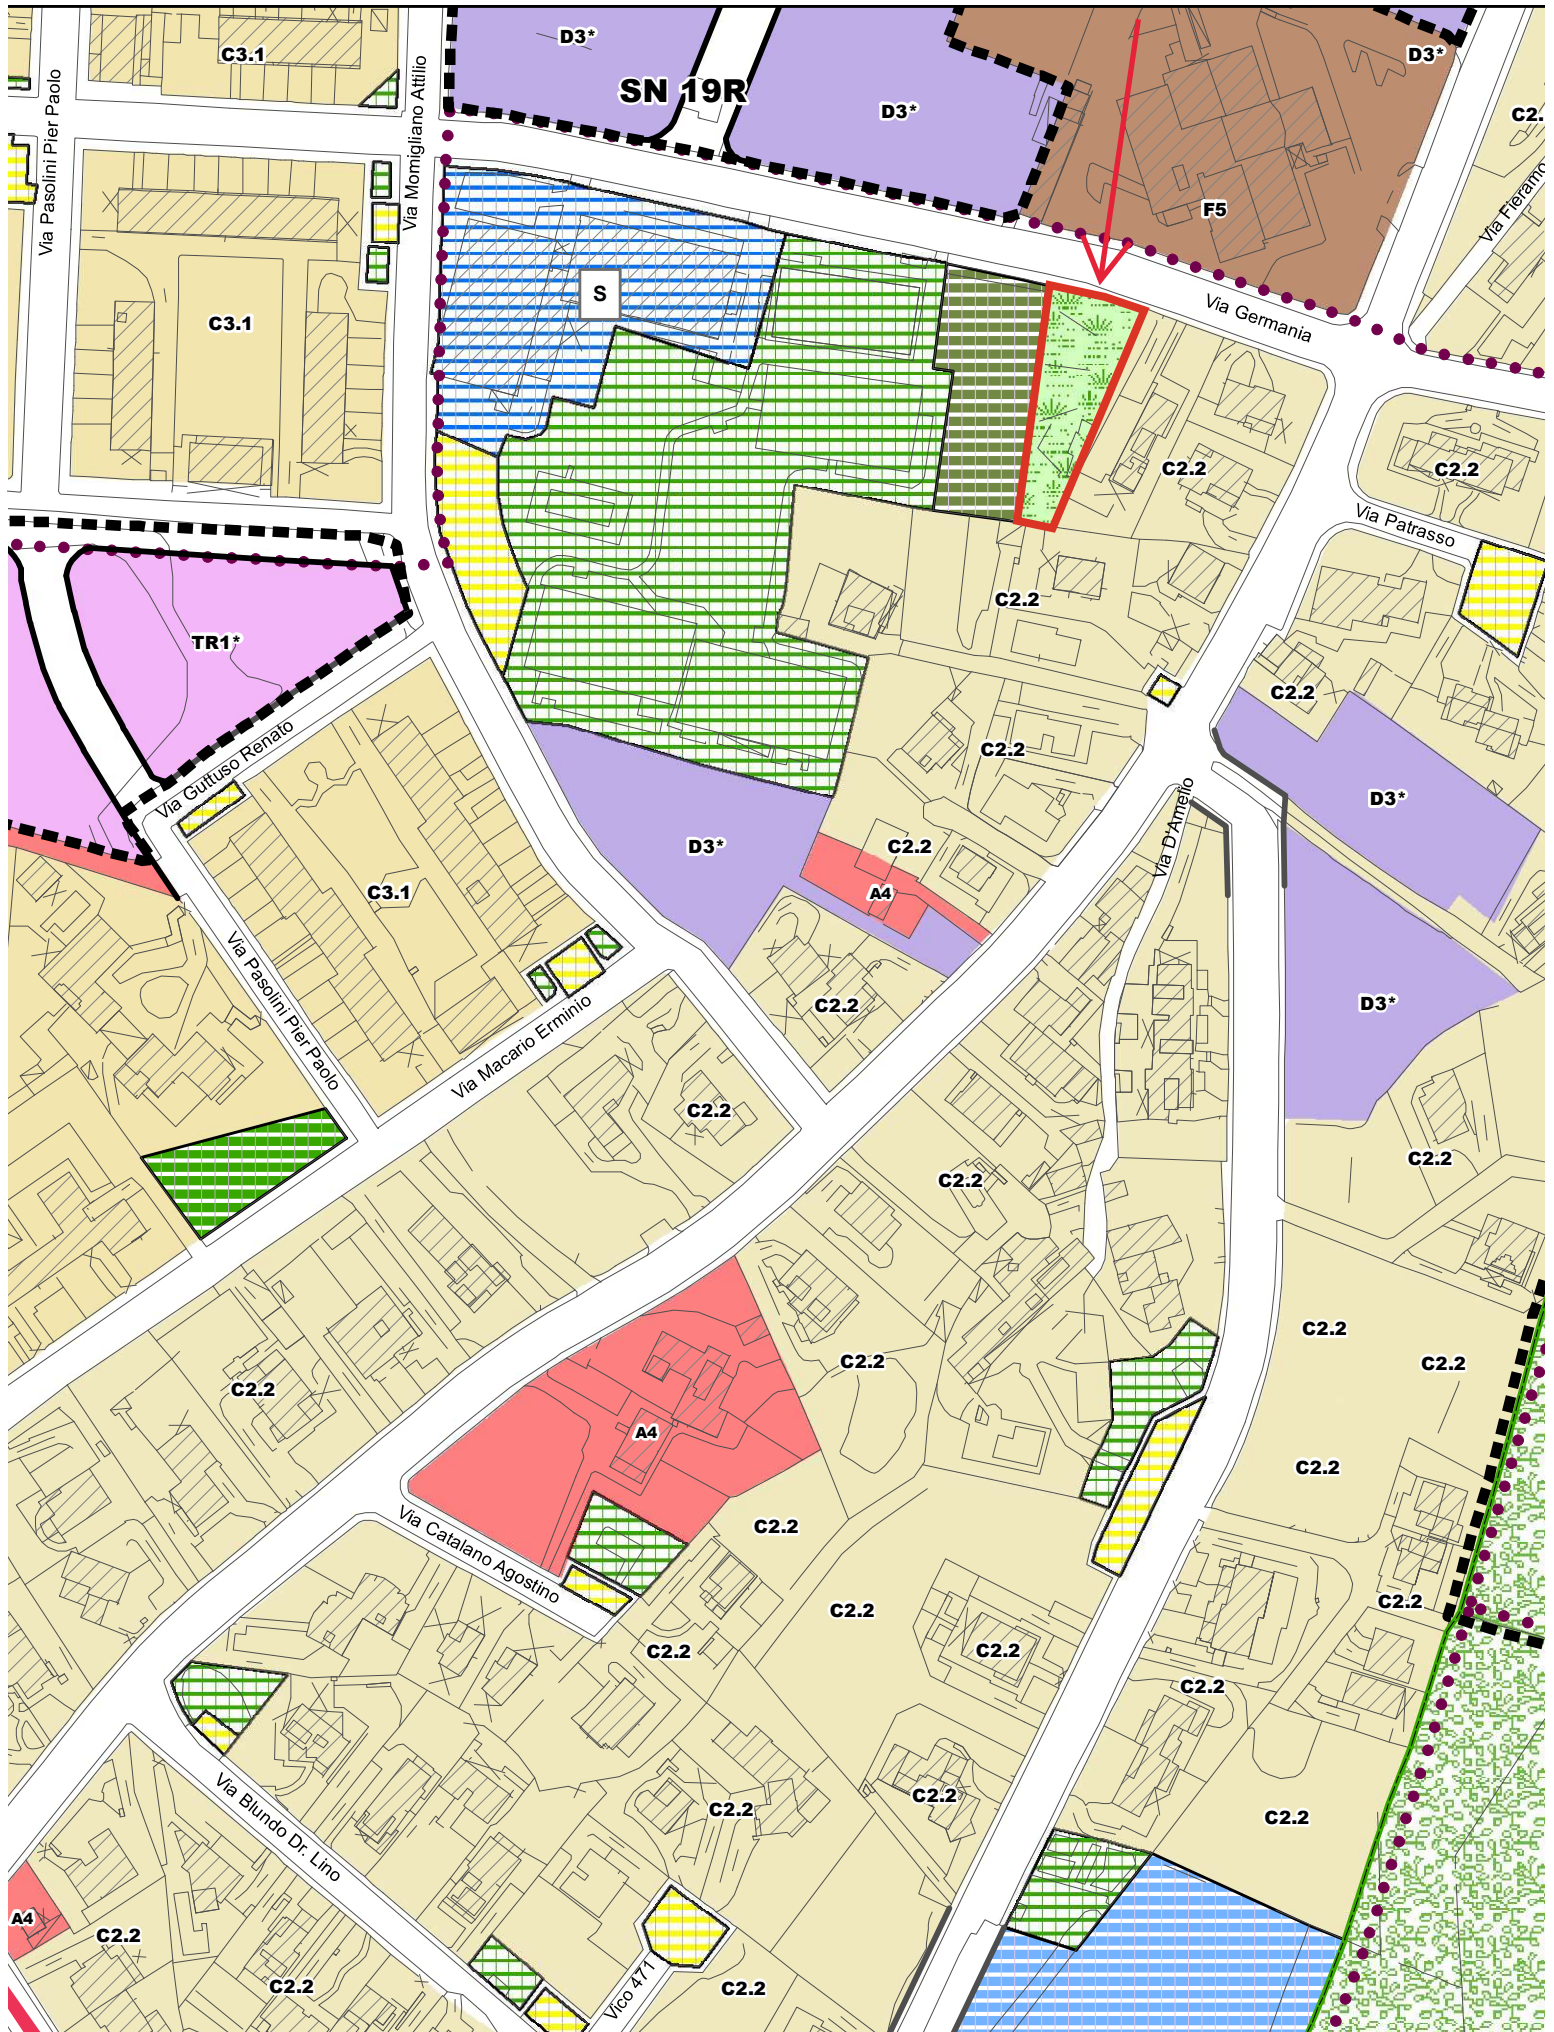 D3*
C3.1
D3*
SN 19R
D3*
C2.
Via Pasolini Pier Paolo
Via Momigliano Attilio
F5
Via Fieramo
S
Via Germania
C3.1
C2.2
C2.2
Via Patrasso
C2.2
TR1*
C2.2
Via Guttuso Renato
C2.2
D3*
Via D'Amelio
D3*
C2.2
C3.1
A4
Via Pasolini Pier Paolo
C2.2
D3*
Via Macario Erminio
C2.2
C2.2
C2.2
C2.2
C2.2
C2.2
C2.2
A4
C2.2
Via Catalano Agostino
C2.2
C2.2
C2.2
C2.2
C2.2
C2.2
C2.2
C2.2
C2.2
C2.2
Via Blundo Dr. Lino
A4
C2.2
C2.2
Vico 471
C2.2